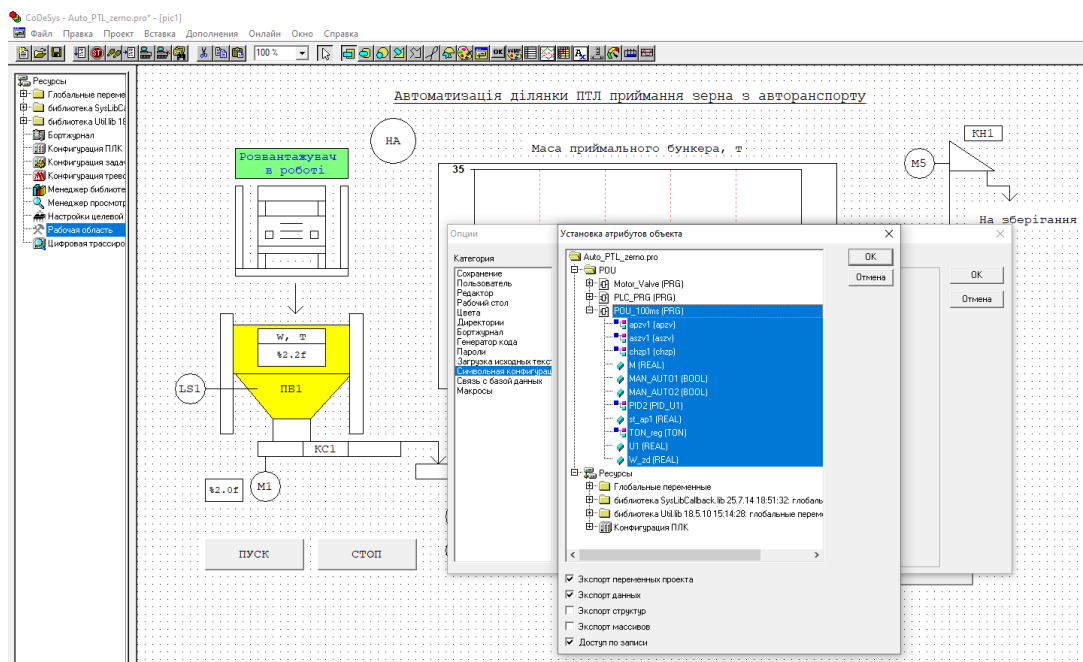 CoDeSys - Auto_PTL_zerno.pro* - [pic1]
Файл Правка Проект Вставка Дополнения Онлайн Окно Справка
100 %
Ресурсы
Глобальные переме
библиотека SysLibCa
библиотека Util.lib 18
Бортжурнал
Конфигурация ПЛК
Конфигурация задач
Конфигурация трево
Менеджер библиоте
Менеджер просмотр
Настройки целевой
Рабочая область
Цифровая трассиро
Автоматизація ділянки ПТЛ приймання зерна з авторанспорту
HA
Розвантажувач
в роботі
Маса приймального бункера, т
35
КН1
М5
На зберігання
W, т
%2.2f
LS1
ПВ1
КС1
%2.0f
М1
ПУСК
СТОП
Опции
Категория
Сохранение
Пользователь
Редактор
Рабочий стол
Цвета
Директории
Бортжурнал
Генератор кода
Пароли
Загрузка исходных текст
Символьная конфигурац
Связь с базой данных
Макросы
OK
Отмена
Установка атрибутов объекта
Auto_PTL_zerno.pro
POU
Motor_Valve (PRG)
PLC_PRG (PRG)
POU_100ms (PRG)
apzv1 (apzv)
aszv1 (aszv)
chzp1 (chzp)
M (REAL)
MAN_AUTO1 (BOOL)
MAN_AUTO2 (BOOL)
PID2 (PID_U1)
st_ap1 (REAL)
TON_reg (TON)
U1 (REAL)
W_zd (REAL)
Ресурсы
Глобальные переменные
библиотека SysLibCallback.lib 25.7.14 18:51:32: глобаль
библиотека Util.lib 18.5.10 15:14:28: глобальные перем
Конфигурация ПЛК
OK
Отмена
Экспорт переменных проекта
Экспорт данных
Экспорт структур
Экспорт массивов
Доступ по записи